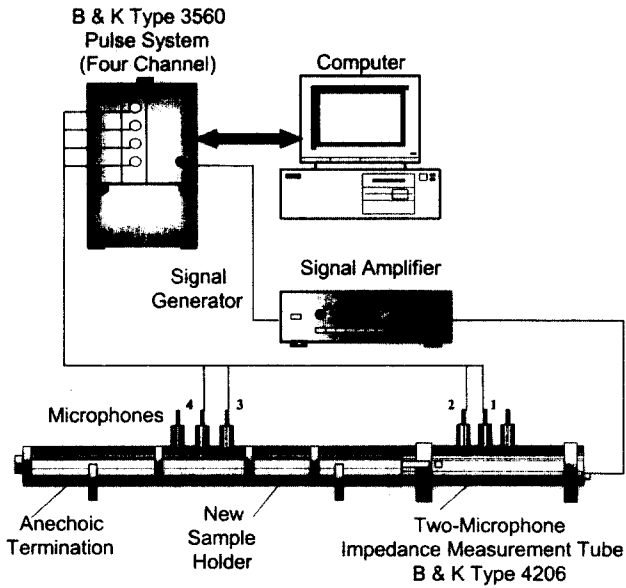 B & K Type 3560
Pulse System
(Four Channel)
Computer
Signal
Generator
Signal Amplifier
Microphones
4
3
2
1
Anechoic
Termination
New
Sample
Holder
Two-Microphone
Impedance Measurement Tube
B & K Type 4206